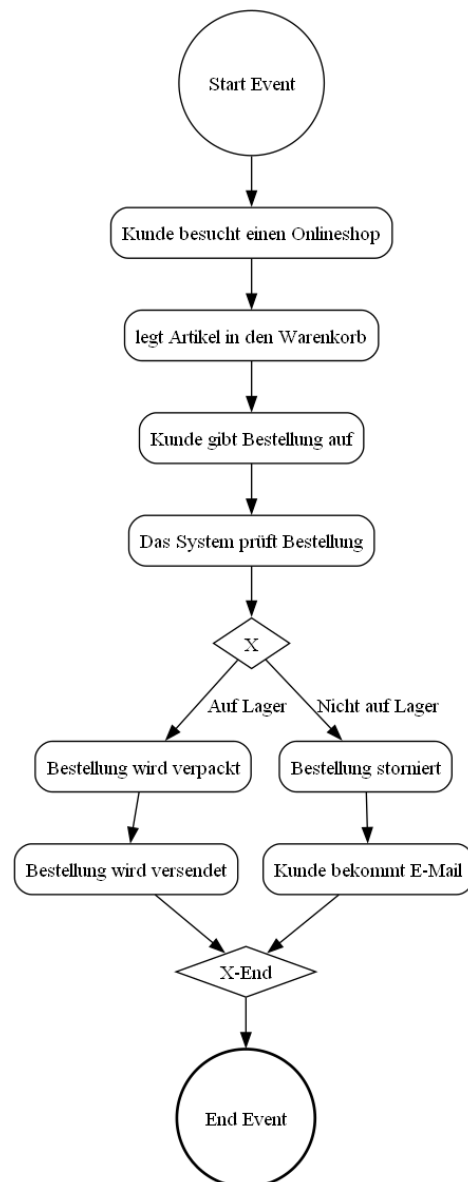 Start Event
Kunde besucht einen Onlineshop
legt Artikel in den Warenkorb
Kunde gibt Bestellung auf
Das System prüft Bestellung
X
Auf Lager
Nicht auf Lager
Bestellung wird verpackt
Bestellung storniert
Bestellung wird versendet
Kunde bekommt E-Mail
X-End
End Event